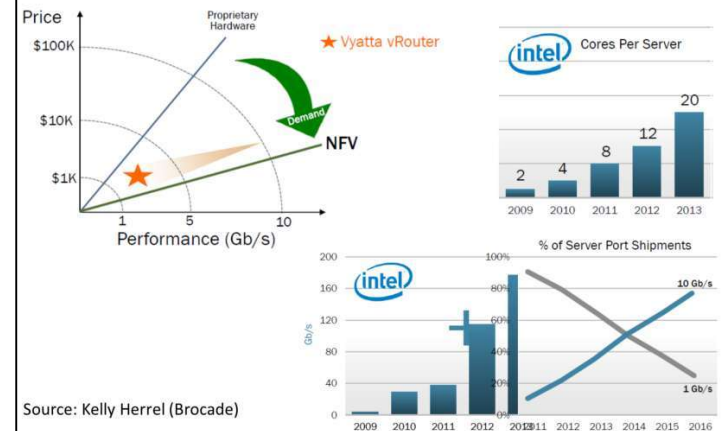 Price
Proprietary
Hardware
$100K
$10K
$1K
Vyatta vRouter
Demand
NFV
1 5 10
Performance (Gb/s)
intel
Cores Per Server
2 4 8 12 20
2009 2010 2011 2012 2013
intel
Gb/s
200
160
120
80
40
0
2009 2010 2011 2012 2013
% of Server Port Shipments
100%
80%
60%
40%
20%
0%
10 Gb/s
1 Gb/s
2011 2012 2013 2014 2015 2016
Source: Kelly Herrel (Brocade)